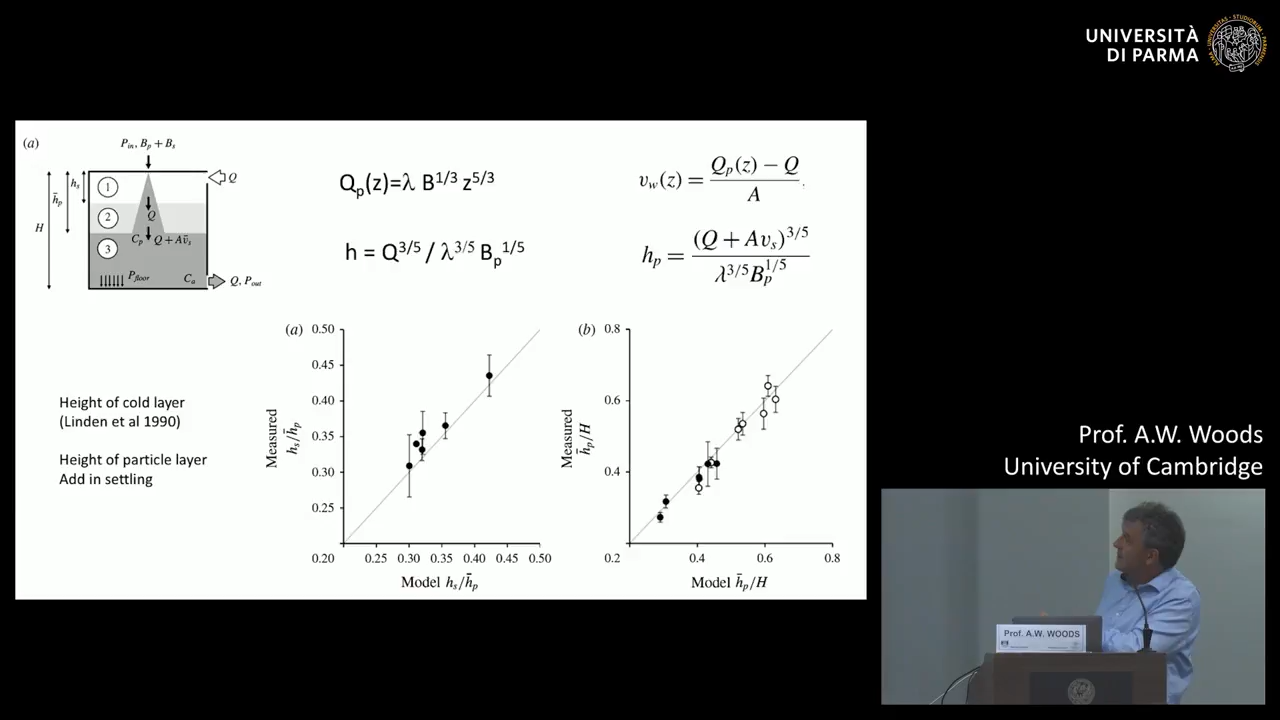 UNIVERSITÀ
DI PARMA
(a)
P_in, B_p + B_s
h_s
h̃_p
H
1
2
3
Q
Q
C_p Q + Aṽ_s
P_floor C_a
Q, P_out
Q_p(z)=λ B^1/3 z^5/3
h = Q^3/5 / λ^3/5 B_p^1/5
v_w(z) = (Q_p(z) − Q) / A.
h_p = (Q + Av_s)^3/5 / λ^3/5 B_p^1/5
Height of cold layer
(Linden et al 1990)
Height of particle layer
Add in settling
(a) 0.50
0.45
0.40
0.35
0.30
0.25
0.20 0.25 0.30 0.35 0.40 0.45 0.50
Measured
h_s/h̃_p
Model h_s/h̃_p
(b) 0.8
0.6
0.4
0.2 0.4 0.6 0.8
Measured
h̃_p/H
Model h̃_p/H
Prof. A.W. Woods
University of Cambridge
Prof. A.W. WOODS